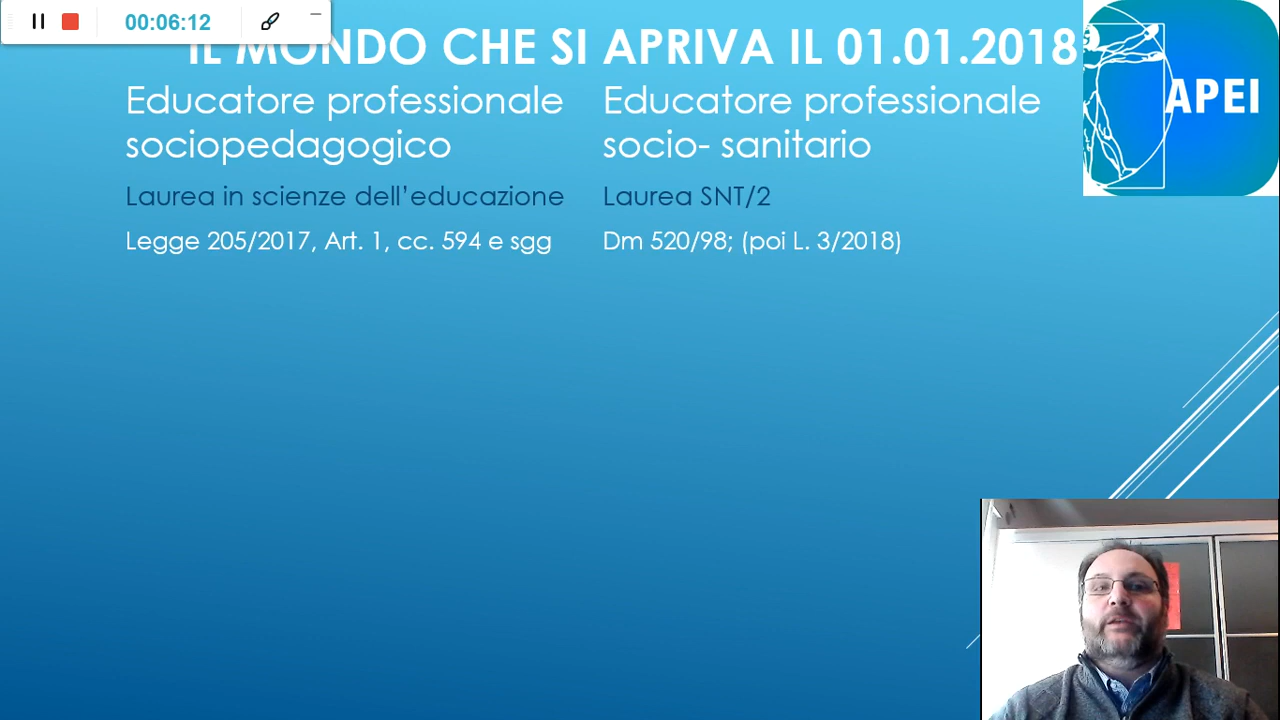 00:06:12
IL MONDO CHE SI APRIVA IL 01.01.2018
APEI
Educatore professionale
sociopedagogico
Laurea in scienze dell'educazione
Legge 205/2017, Art. 1, cc. 594 e sgg
Educatore professionale
socio- sanitario
Laurea SNT/2
Dm 520/98; (poi L. 3/2018)